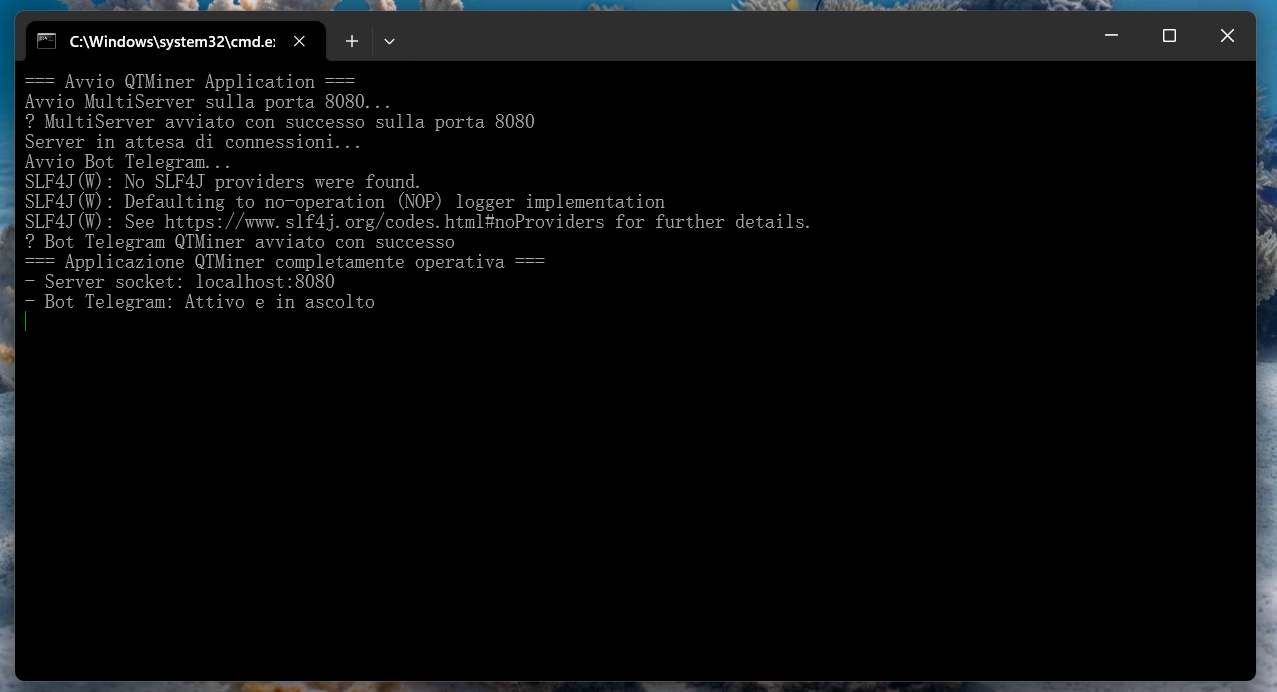 C:\Windows\system32\cmd.e
=== Avvio QTMiner Application ===
Avvio MultiServer sulla porta 8080...
? MultiServer avviato con successo sulla porta 8080
Server in attesa di connessioni...
Avvio Bot Telegram...
SLF4J(W): No SLF4J providers were found.
SLF4J(W): Defaulting to no-operation (NOP) logger implementation
SLF4J(W): See https://www.slf4j.org/codes.html#noProviders for further details.
? Bot Telegram QTMiner avviato con successo
=== Applicazione QTMiner completamente operativa ===
- Server socket: localhost:8080
- Bot Telegram: Attivo e in ascolto